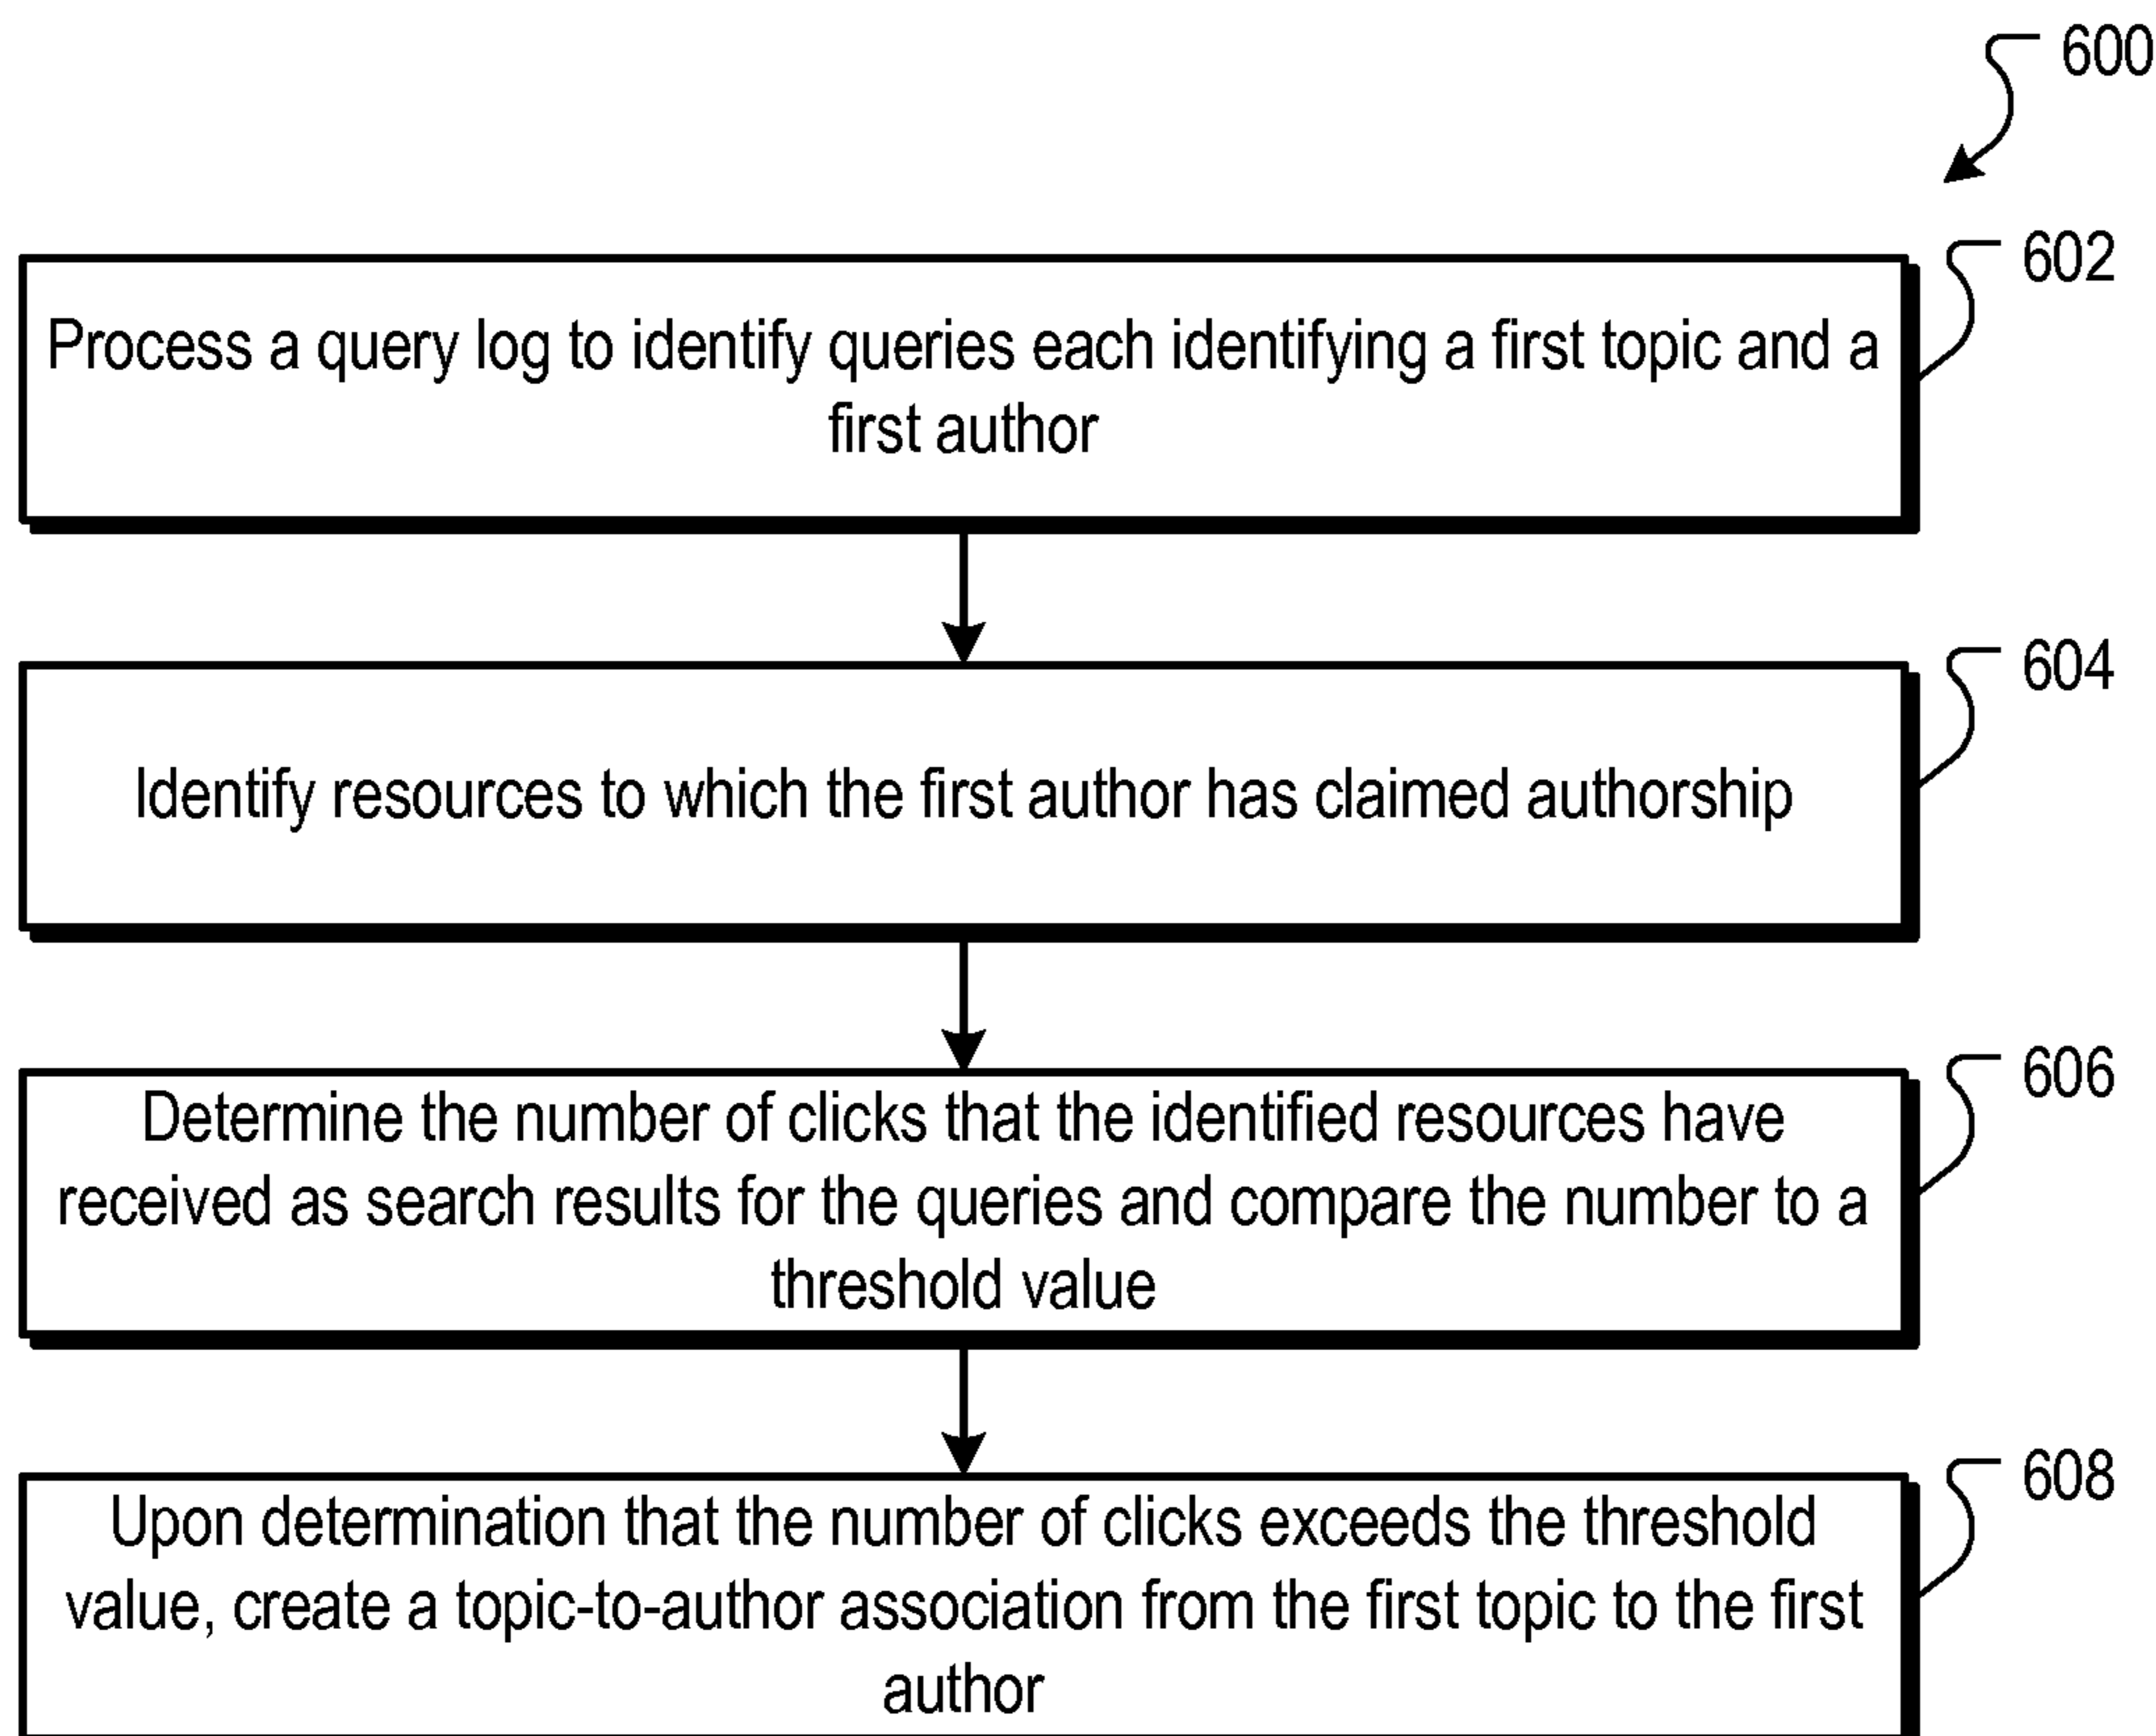 600
602
Process a query log to identify queries each identifying a first topic and a
first author
604
Identify resources to which the first author has claimed authorship
606
Determine the number of clicks that the identified resources have
received as search results for the queries and compare the number to a
threshold value
608
Upon determination that the number of clicks exceeds the threshold
value, create a topic-to-author association from the first topic to the first
author